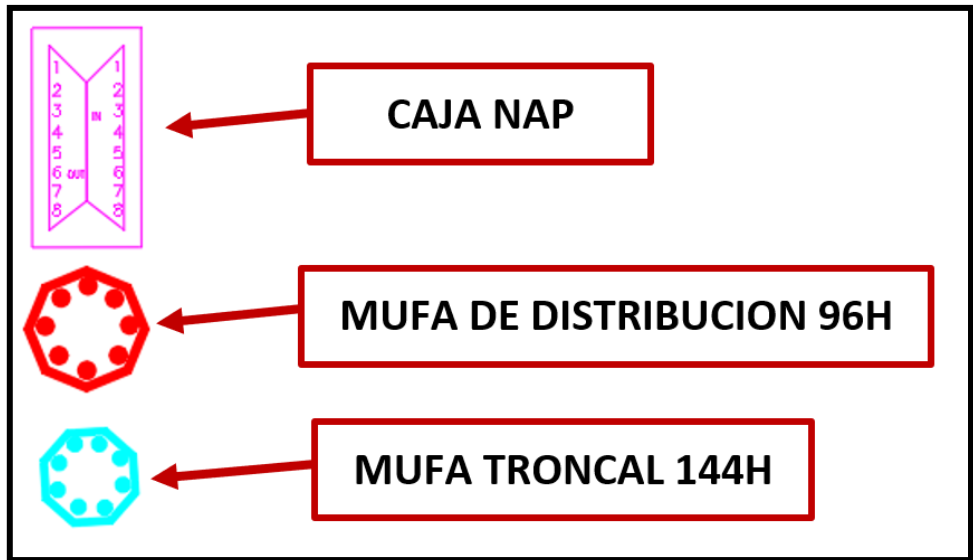 1 1
2 2
3 IN 3
4 4
5 5
6 OUT 6
7 7
8 8
CAJA NAP
MUFA DE DISTRIBUCION 96H
MUFA TRONCAL 144H